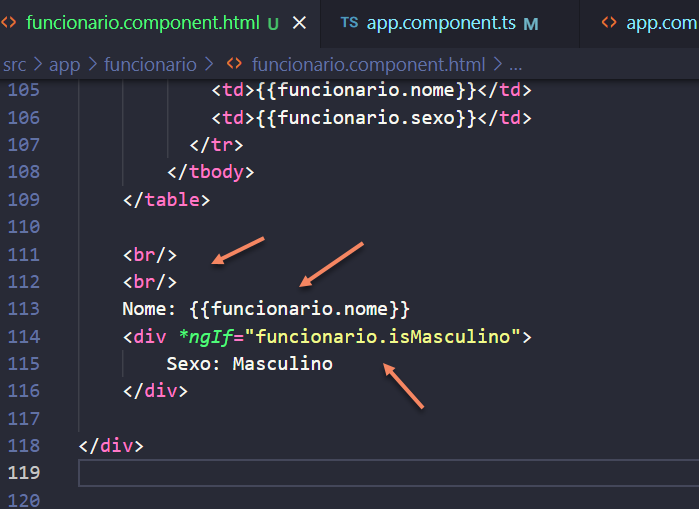 funcionario.component.html U × TS app.component.ts M <> app.com
src > app > funcionario > <> funcionario.component.html > ...
105 <td>{{funcionario.nome}}</td>
106 <td>{{funcionario.sexo}}</td>
107 </tr>
108 </tbody>
109 </table>
110
111 <br/>
112 <br/>
113 Nome: {{funcionario.nome}}
114 <div *ngIf="funcionario.isMasculino">
115 Sexo: Masculino
116 </div>
117
118 </div>
119
120